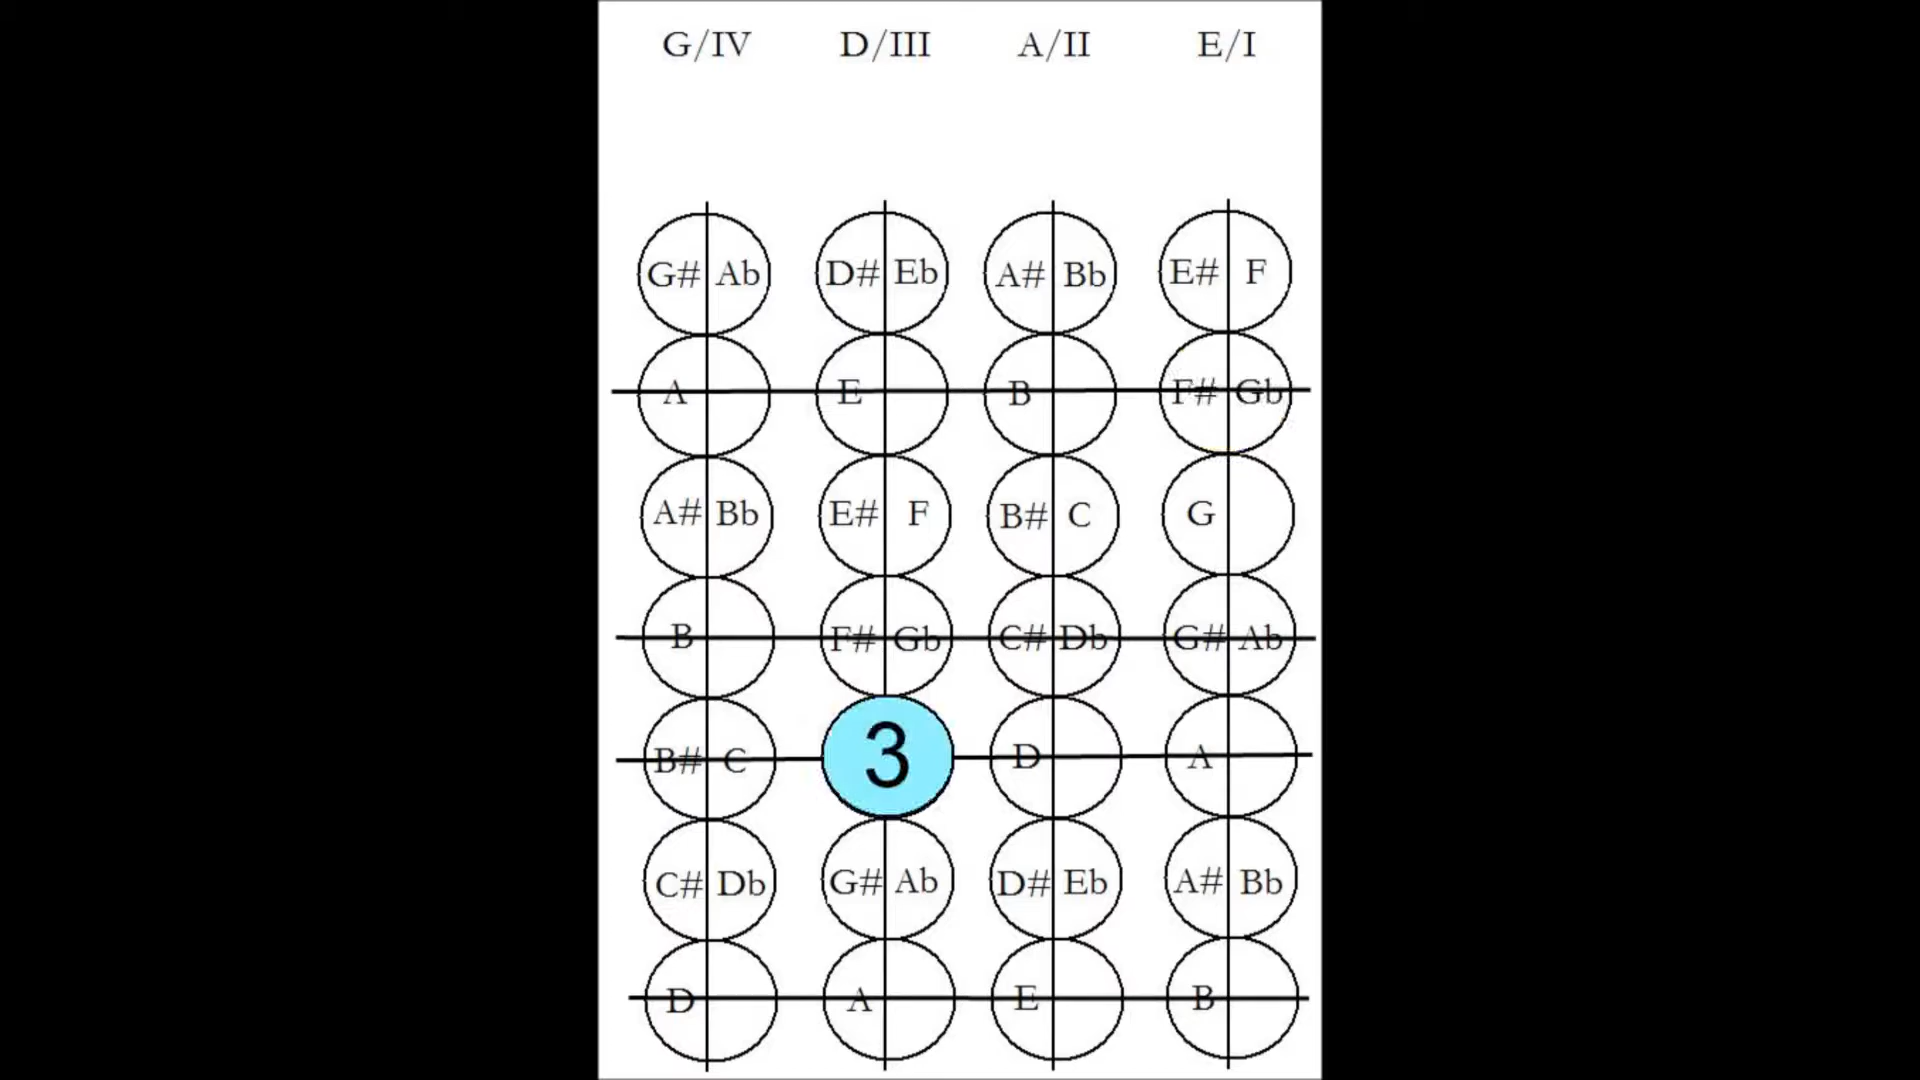 G/IV D/III A/II E/I
G# Ab D# Eb A# Bb E# F
A E B F# Gb
A# Bb E# F B# C G
B F# Gb C# Db G# Ab
B# C 3 D A
C# Db G# Ab D# Eb A# Bb
D A E B